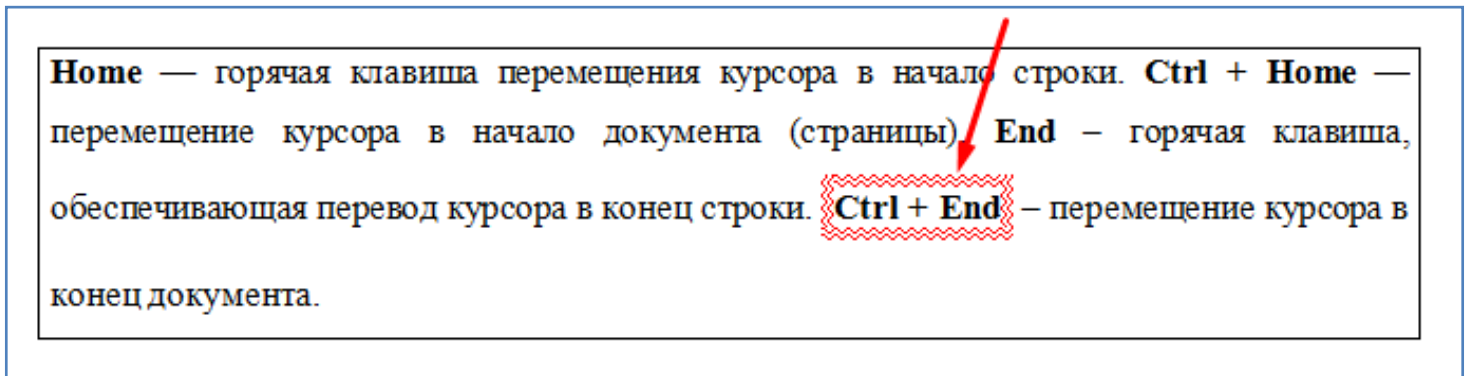 Home — горячая клавиша перемещения курсора в начало строки. Ctrl + Home —
перемещение курсора в начало документа (страницы). End – горячая клавиша,
обеспечивающая перевод курсора в конец строки. Ctrl + End – перемещение курсора в
конец документа.